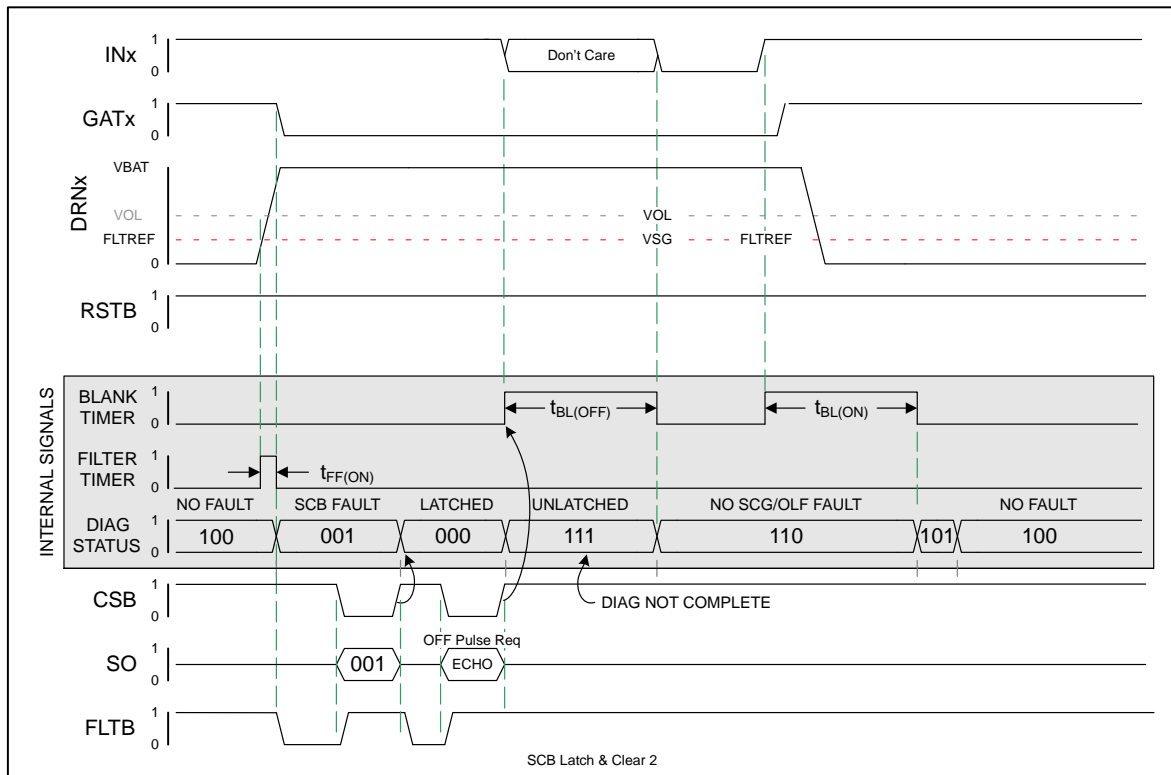 INx 1 0 Don't Care
GATx 1 0
DRNx VBAT
VOL VOL
FLTREF VSG FLTREF
0
RSTB 1 0
INTERNAL SIGNALS
BLANK TIMER 1 0 tBL(OFF) tBL(ON)
FILTER TIMER 1 0 tFF(ON)
NO FAULT SCB FAULT LATCHED UNLATCHED NO SCG/OLF FAULT NO FAULT
DIAG STATUS 1 0 100 001 000 111 110 101 100
CSB 1 0 DIAG NOT COMPLETE
OFF Pulse Req
SO 1 0 001 ECHO
FLTB 1 0
SCB Latch & Clear 2